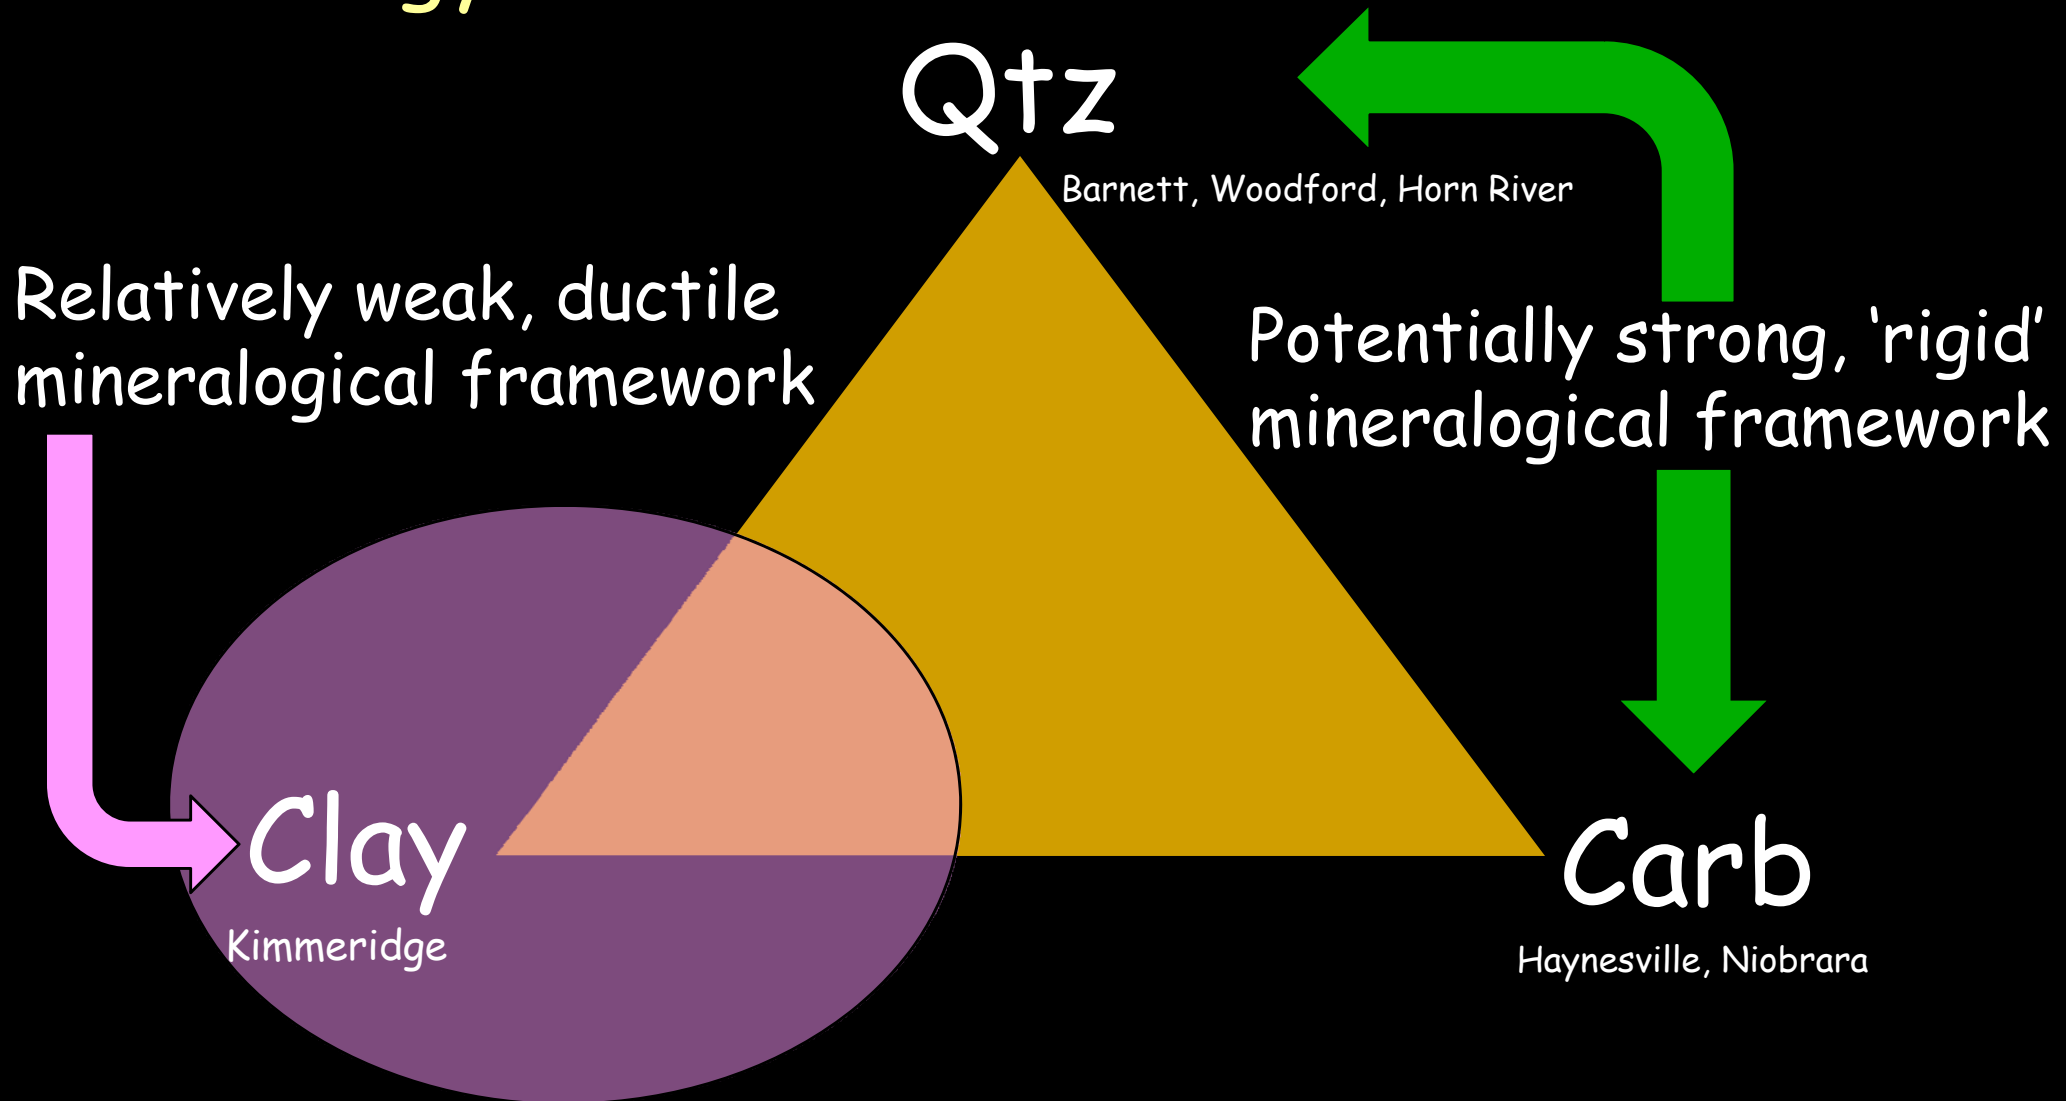 Qtz
Barnett, Woodford, Horn River
Relatively weak, ductile
mineralogical framework
Potentially strong, ‘rigid’
mineralogical framework
Clay
Kimmeridge
Carb
Haynesville, Niobrara